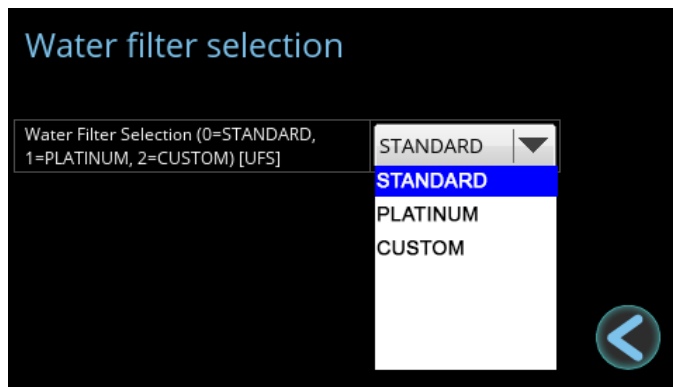 Water filter selection
Water Filter Selection (0=STANDARD,
1=PLATINUM, 2=CUSTOM) [UFS]
STANDARD
STANDARD
PLATINUM
CUSTOM